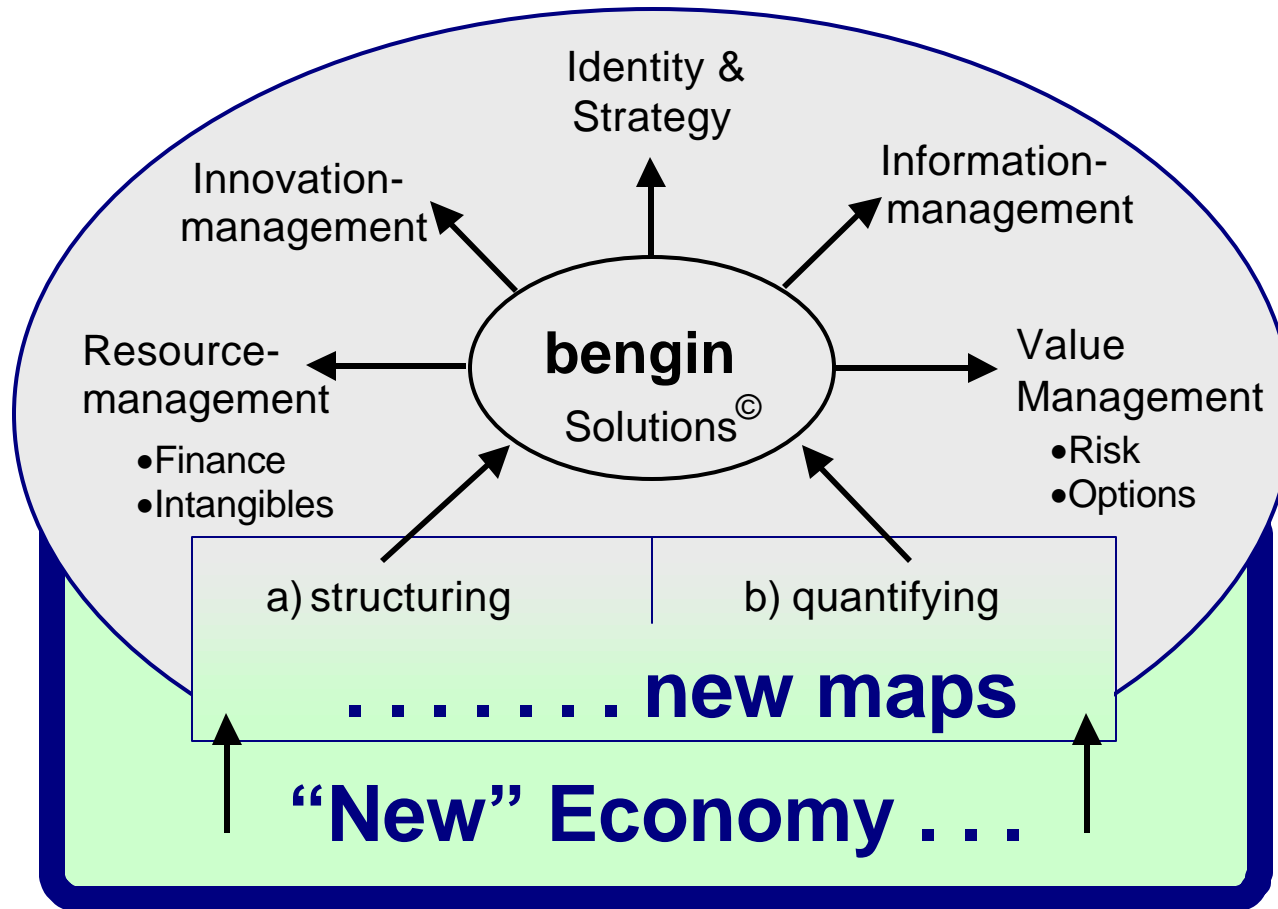 Identity &
Strategy
Innovation-
management
Information-
management
Resource-
management
•Finance
•Intangibles
bengin
Solutions©
Value
Management
•Risk
•Options
a) structuring
b) quantifying
. . . . . . . new maps
“New” Economy . . .